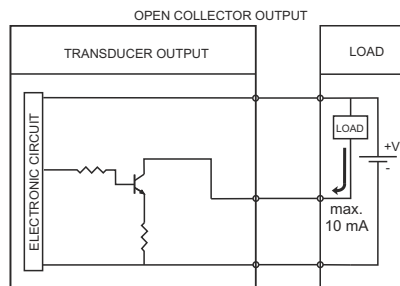 OPEN COLLECTOR OUTPUT
TRANSDUCER OUTPUT
LOAD
ELECTRONIC CIRCUIT
LOAD
+V
-
max.
10 mA